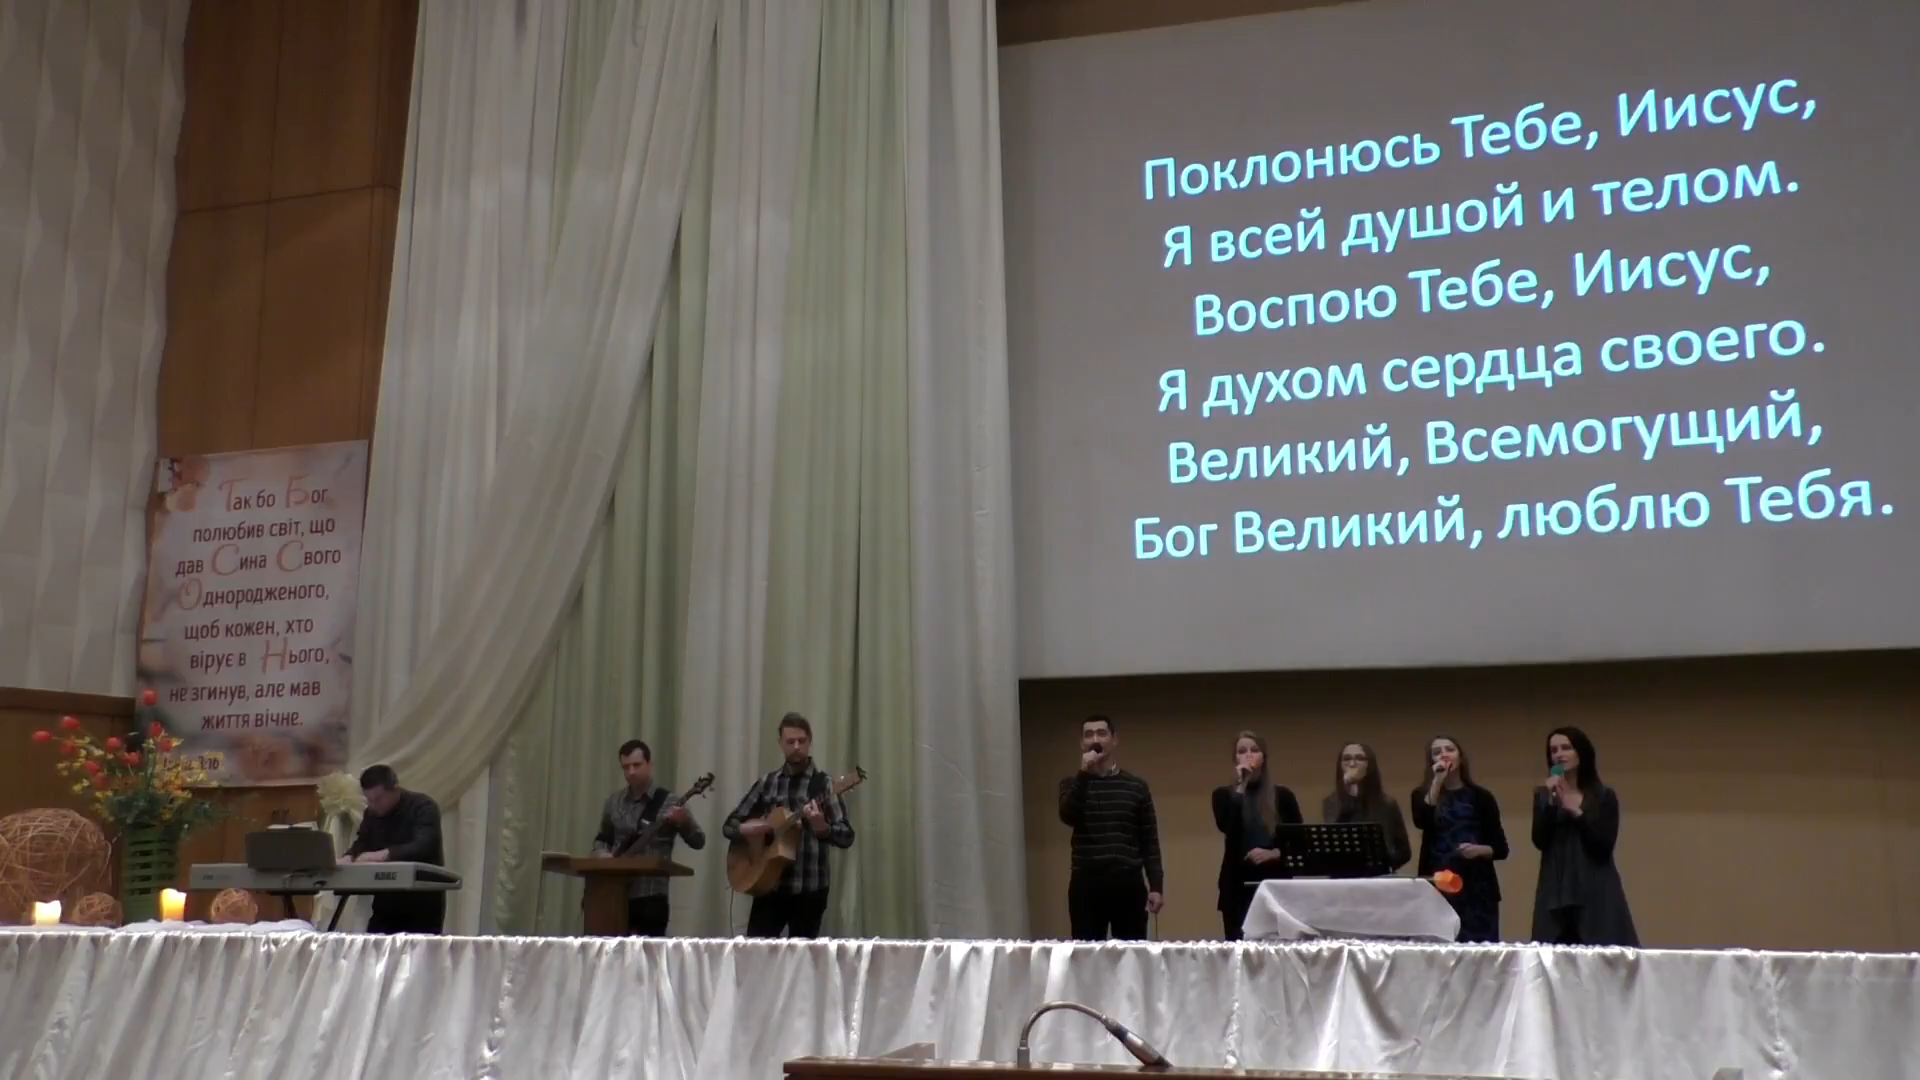 Поклонюсь Тебе, Иисус,
Я всей душой и телом.
Воспою Тебе, Иисус,
Я духом сердца своего.
Великий, Всемогущий,
Бог Великий, люблю Тебя.
Так бо Бог
полюбив світ, що
дав Сина Свого
Однородженого,
щоб кожен, хто
вірує в Нього,
не згинув, але мав
життя вічне.
3:16
KORG